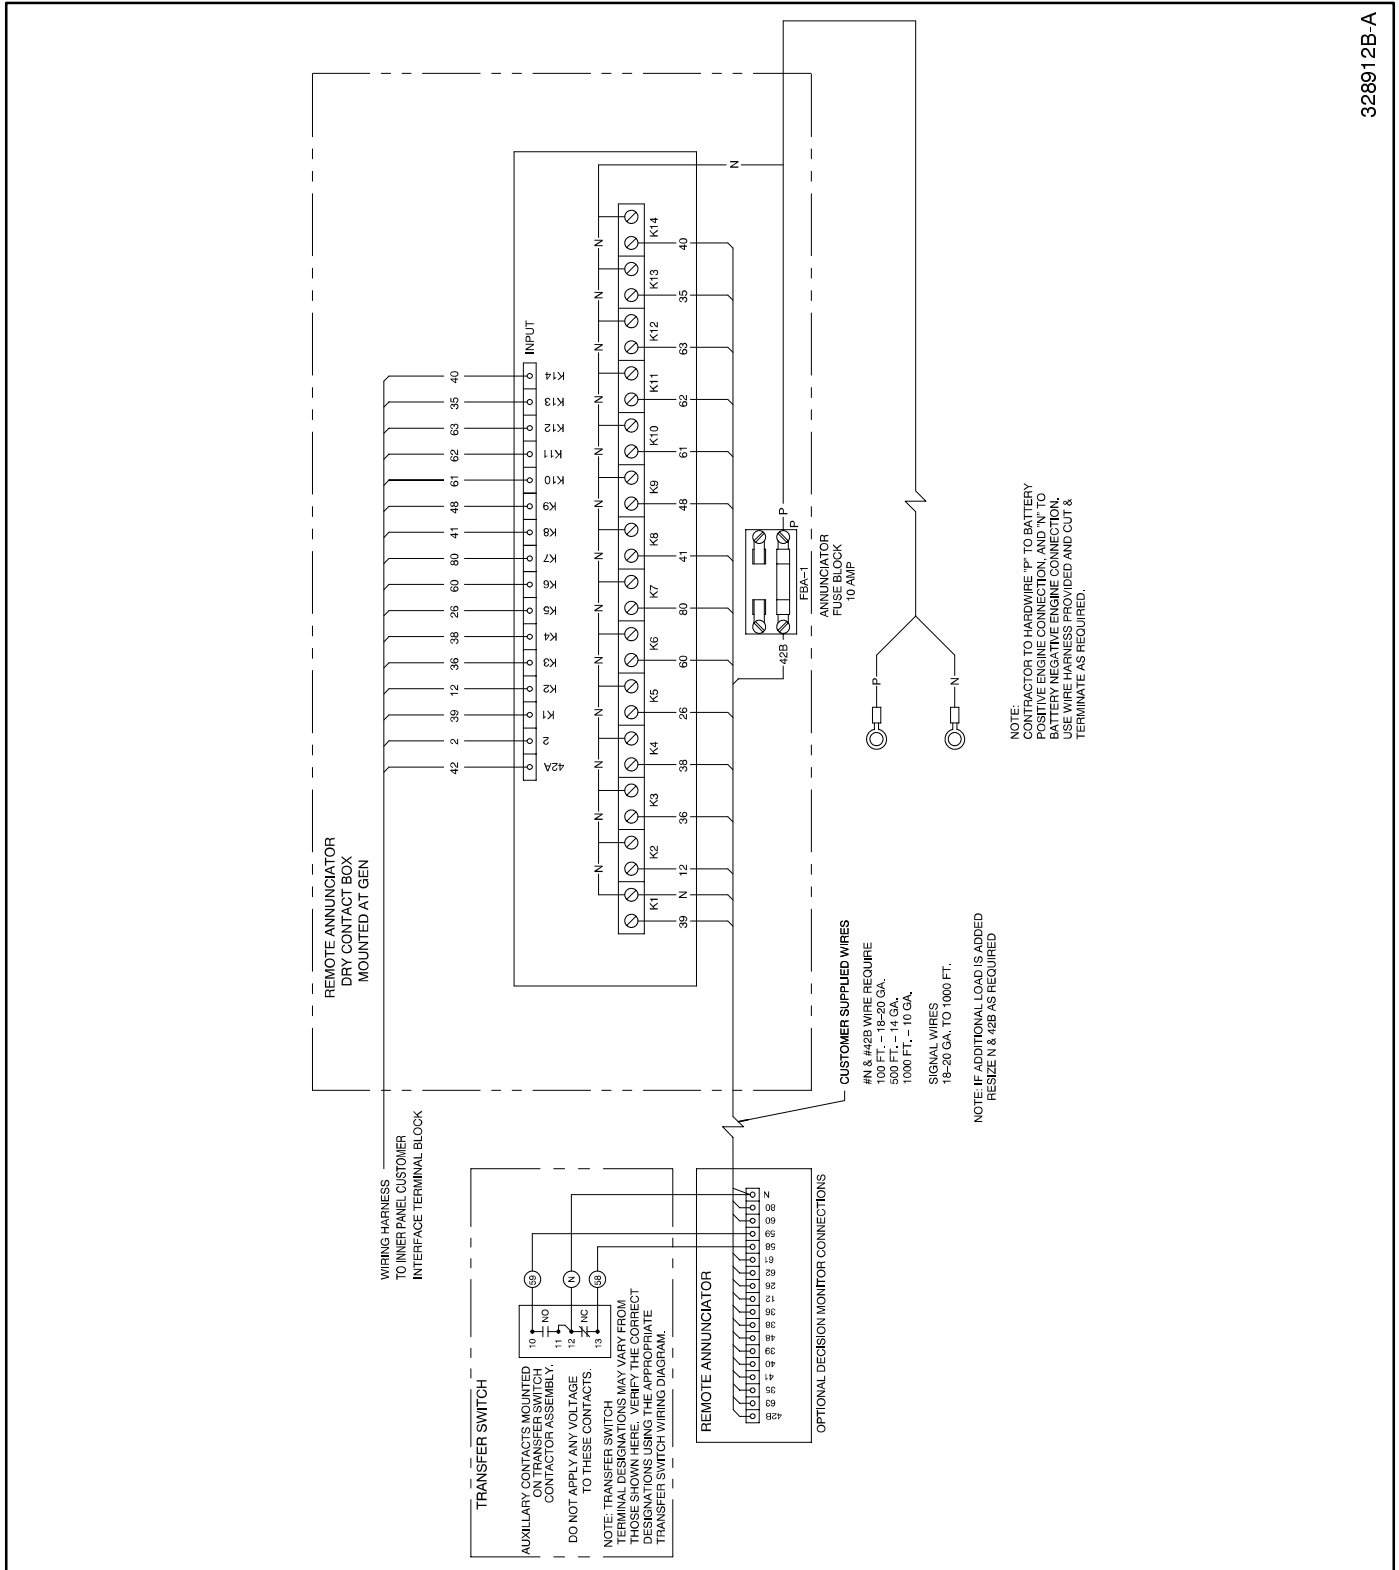 328912B-A
REMOTE ANNUNCIATOR
DRY CONTACT BOX
MOUNTED AT GEN
WIRING HARNESS
TO INNER PANEL CUSTOMER
INTERFACE TERMINAL BLOCK
42 2 39 12 36 38 26 60 80 41 48 61 62 63 35 40
42A 2 K1 K2 K3 K4 K5 K6 K7 K8 K9 K10 K11 K12 K13 K14
INPUT
N N N N N N N N N N N N N
N
K1 K2 K3 K4 K5 K6 K7 K8 K9 K10 K11 K12 K13 K14
39 N 12 36 38 26 60 80 41 48 61 62 63 35 40
42B
P
P
FBA-1
ANNUNCIATOR
FUSE BLOCK
10 AMP
P
N
NOTE:
CONTRACTOR TO HARDWIRE "P" TO BATTERY
POSITIVE ENGINE CONNECTION, AND "N" TO
BATTERY NEGATIVE ENGINE CONNECTION.
USE WIRE HARNESS PROVIDED AND CUT &
TERMINATE AS REQUIRED.
TRANSFER SWITCH
AUXILLARY CONTACTS MOUNTED
ON TRANSFER SWITCH
CONTACTOR ASSEMBLY.
DO NOT APPLY ANY VOLTAGE
TO THESE CONTACTS.
NOTE: TRANSFER SWITCH
TERMINAL DESIGNATIONS MAY VARY FROM
THOSE SHOWN HERE. VERIFY THE CORRECT
DESIGNATIONS USING THE APPROPRIATE
TRANSFER SWITCH WIRING DIAGRAM.
10
NO
11
12
NC
13
59
N
58
REMOTE ANNUNCIATOR
42B 63 35 41 40 39 48 38 36 12 26 62 61 58 59 60 80 N
OPTIONAL DECISION MONITOR CONNECTIONS
CUSTOMER SUPPLIED WIRES
#N & #42B WIRE REQUIRE
100 FT. – 18–20 GA.
500 FT. – 14 GA.
1000 FT. – 10 GA.
SIGNAL WIRES
18–20 GA. TO 1000 FT.
NOTE: IF ADDITIONAL LOAD IS ADDED
RESIZE N & 42B AS REQUIRED